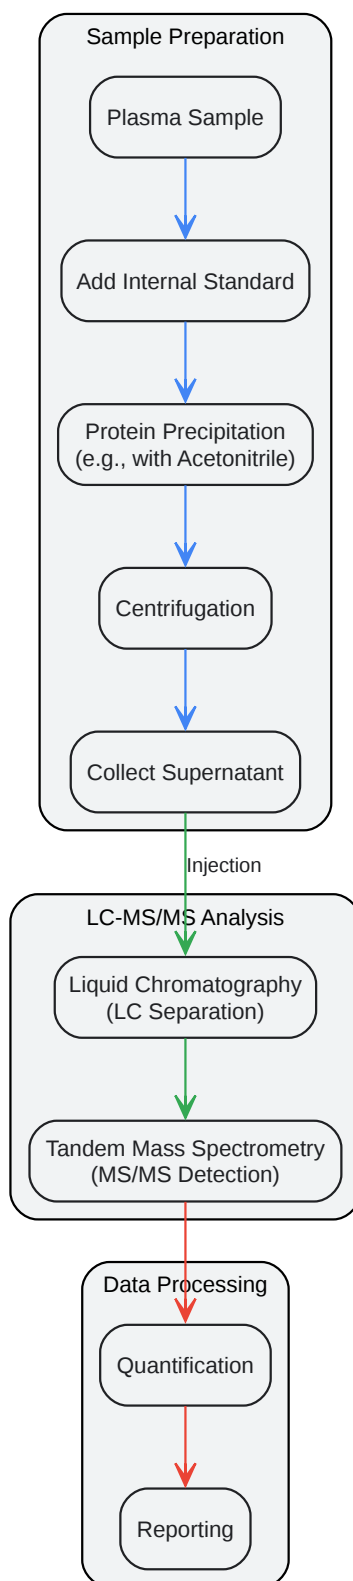 Sample Preparation
Plasma Sample
Add Internal Standard
Protein Precipitation
(e.g., with Acetonitrile)
Centrifugation
Collect Supernatant
Injection
LC-MS/MS Analysis
Liquid Chromatography
(LC Separation)
Tandem Mass Spectrometry
(MS/MS Detection)
Data Processing
Quantification
Reporting